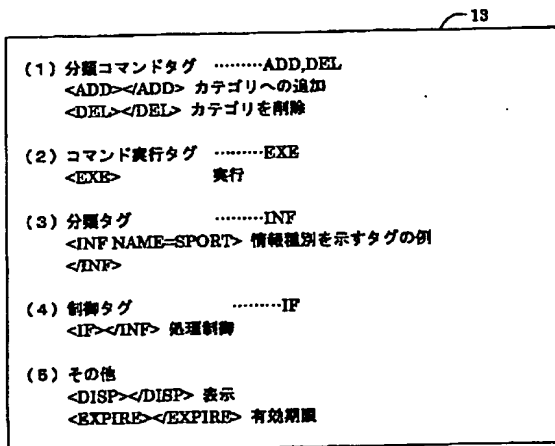 13
(1)分類コマンドタグ ………ADD,DEL
<ADD></ADD> カテゴリへの追加
<DEL></DEL> カテゴリを削除
(2)コマンド実行タグ ………EXE
<EXE> 実行
(3)分類タグ ………INF
<INF NAME=SPORT> 情報種別を示すタグの例
</INF>
(4)制御タグ ………IF
<IF></INF> 処理制御
(5)その他
<DISP></DISP> 表示
<EXPIRE></EXPIRE> 有効期限